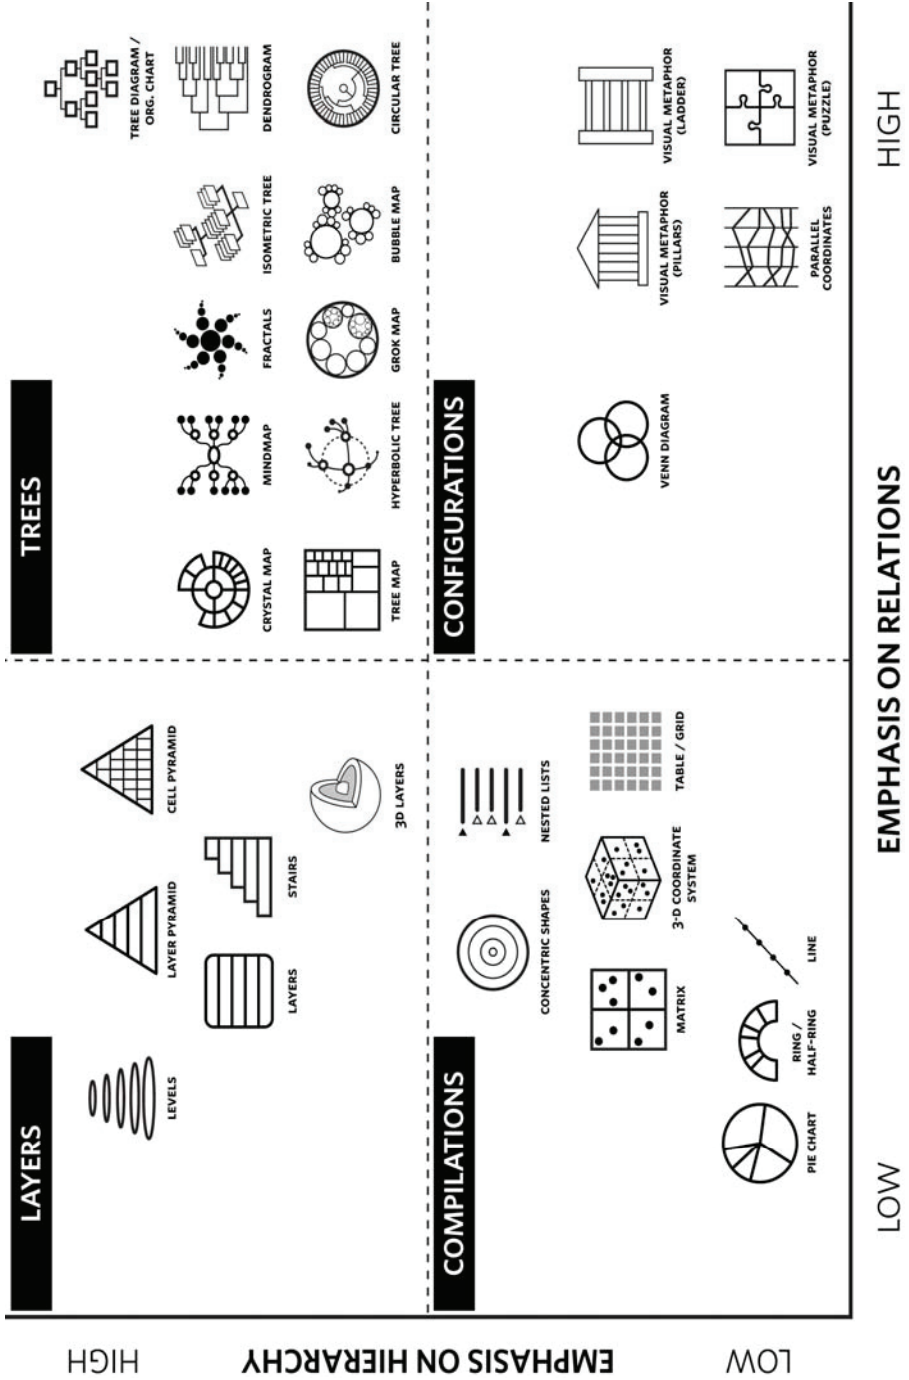 LAYERS
LEVELS
LAYER PYRAMID
CELL PYRAMID
LAYERS
STAIRS
3D LAYERS
TREES
TREE DIAGRAM /
ORG. CHART
CRYSTAL MAP
MINDMAP
FRACTALS
ISOMETRIC TREE
DENDROGRAM
TREE MAP
HYPERBOLIC TREE
GROK MAP
BUBBLE MAP
CIRCULAR TREE
COMPILATIONS
CONCENTRIC SHAPES
NESTED LISTS
MATRIX
3-D COORDINATE
SYSTEM
TABLE / GRID
PIE CHART
RING /
HALF-RING
LINE
CONFIGURATIONS
VENN DIAGRAM
VISUAL METAPHOR
(PILLARS)
VISUAL METAPHOR
(LADDER)
PARALLEL
COORDINATES
VISUAL METAPHOR
(PUZZLE)
HIGH
EMPHASIS ON HIERARCHY
LOW
LOW
EMPHASIS ON RELATIONS
HIGH